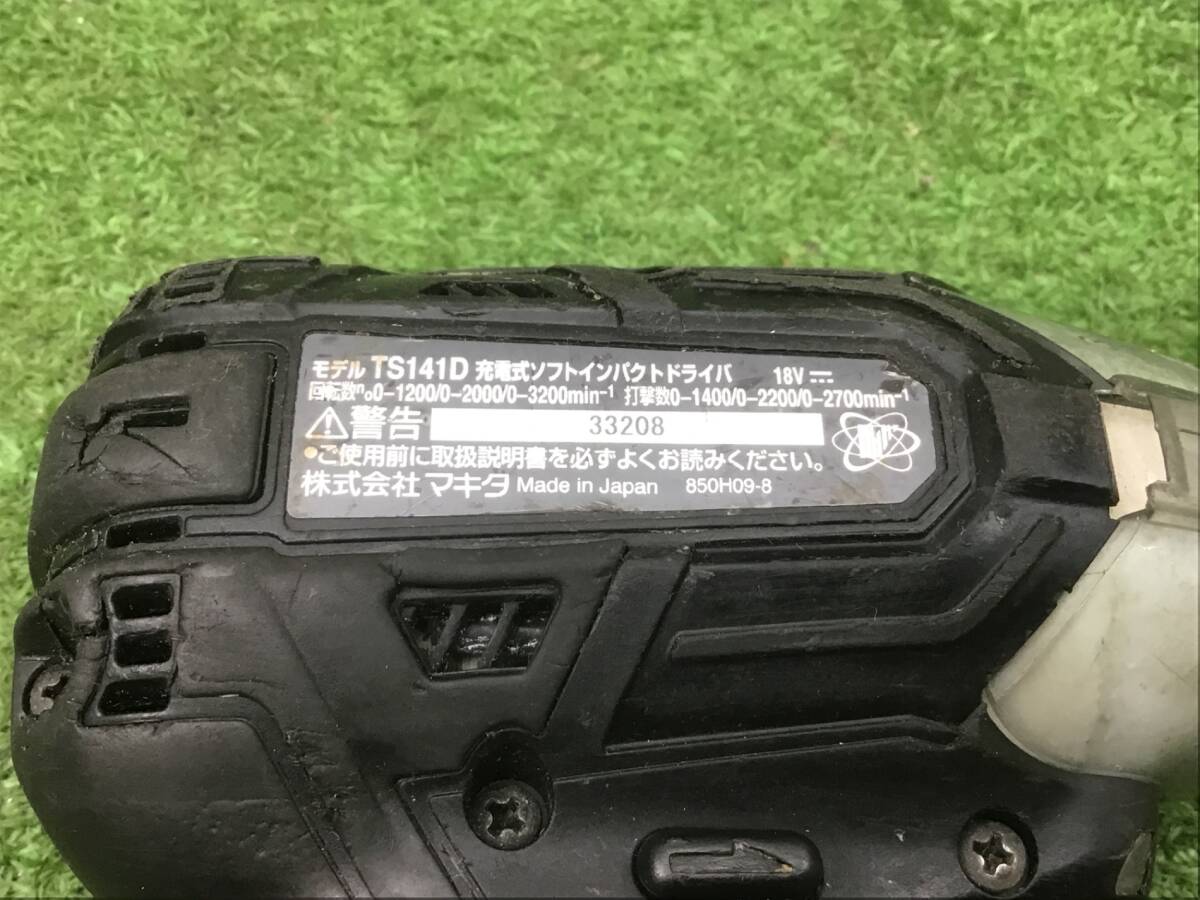 モデル TS141D 充電式ソフトインパクトドライバ 18V⎓
回転数n₀0-1200/0-2000/0-3200min⁻¹ 打撃数0-1400/0-2200/0-2700min⁻¹
⚠警告 33208
●ご使用前に取扱説明書を必ずよくお読みください。
株式会社 マキタ Made in Japan 850H09-8